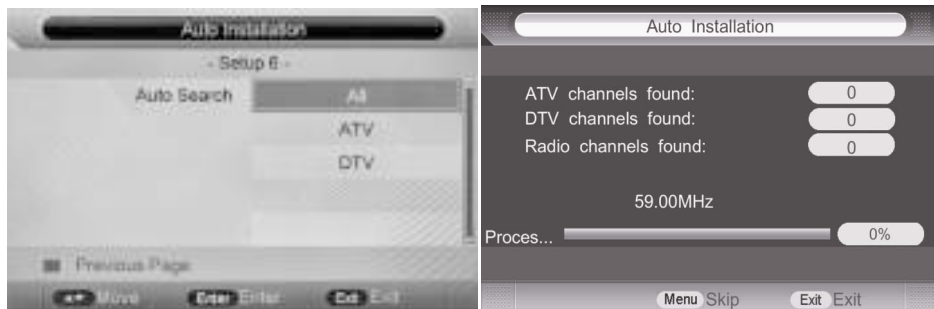 Auto Installation
- Setup 6 -
Auto Search All
ATV
DTV
Previous Page
Move Enter Enter Exit Exit
Auto Installation
ATV channels found: 0
DTV channels found: 0
Radio channels found: 0
59.00MHz
Proces... 0%
Menu Skip Exit Exit